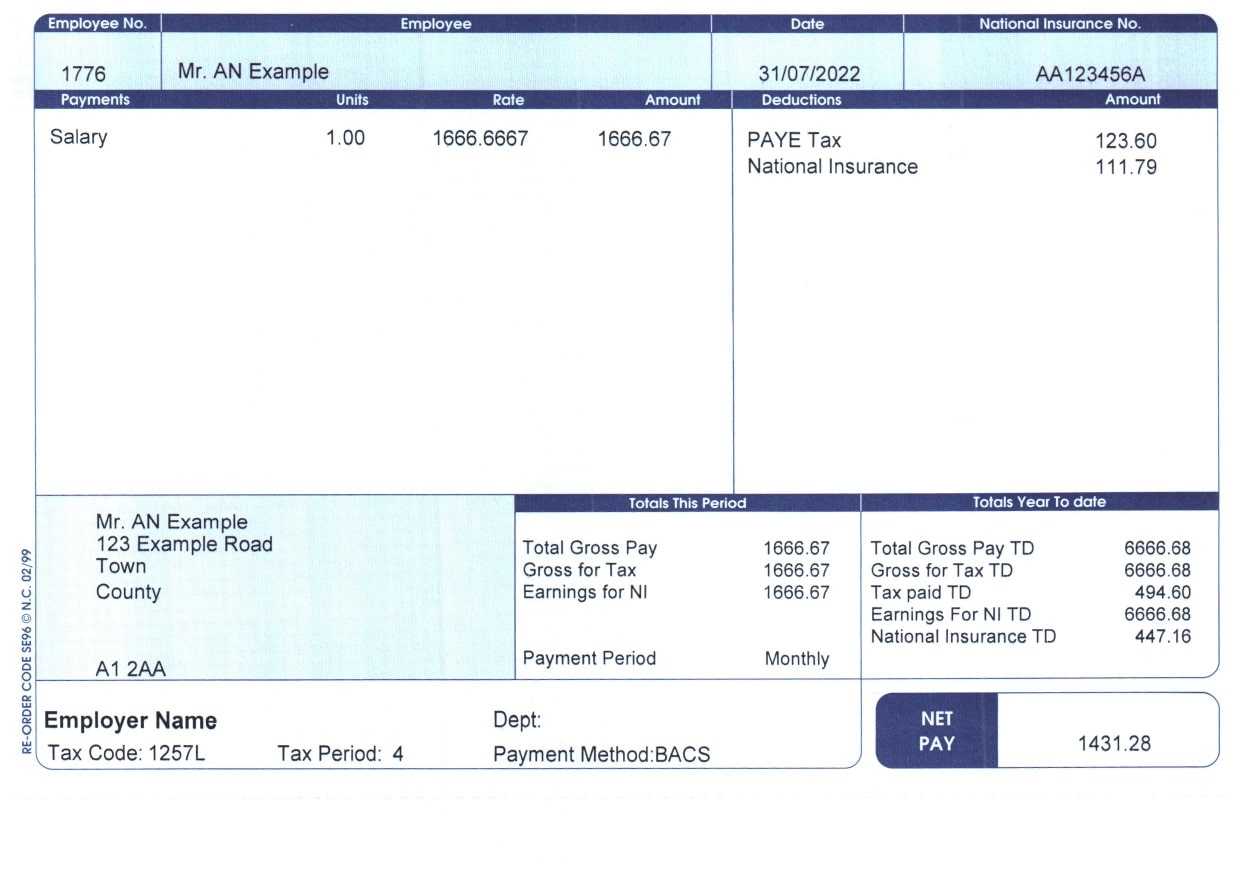 Employee No. Employee Date National Insurance No.
1776 Mr. AN Example 31/07/2022 AA123456A
Payments Units Rate Amount Deductions Amount
Salary 1.00 1666.6667 1666.67 PAYE Tax 123.60
National Insurance 111.79
Totals This Period Totals Year To date
Mr. AN Example
123 Example Road
Town
County
A1 2AA
Total Gross Pay 1666.67 Total Gross Pay TD 6666.68
Gross for Tax 1666.67 Gross for Tax TD 6666.68
Earnings for NI 1666.67 Tax paid TD 494.60
Earnings For NI TD 6666.68
National Insurance TD 447.16
Payment Period Monthly
RE-ORDER CODE SE96 © N.C. 02/99
Employer Name Dept:
Tax Code: 1257L Tax Period: 4 Payment Method:BACS
NET
PAY 1431.28